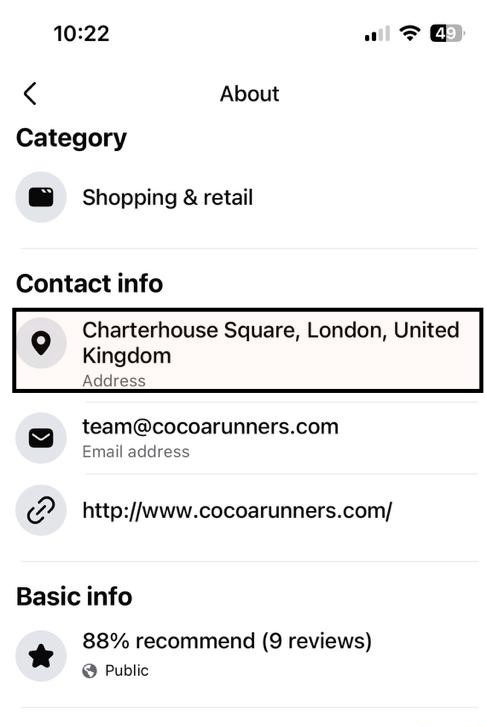 10:22
49
About
Category
Shopping & retail
Contact info
Charterhouse Square, London, United
Kingdom
Address
team@cocoarunners.com
Email address
http://www.cocoarunners.com/
Basic info
88% recommend (9 reviews)
Public